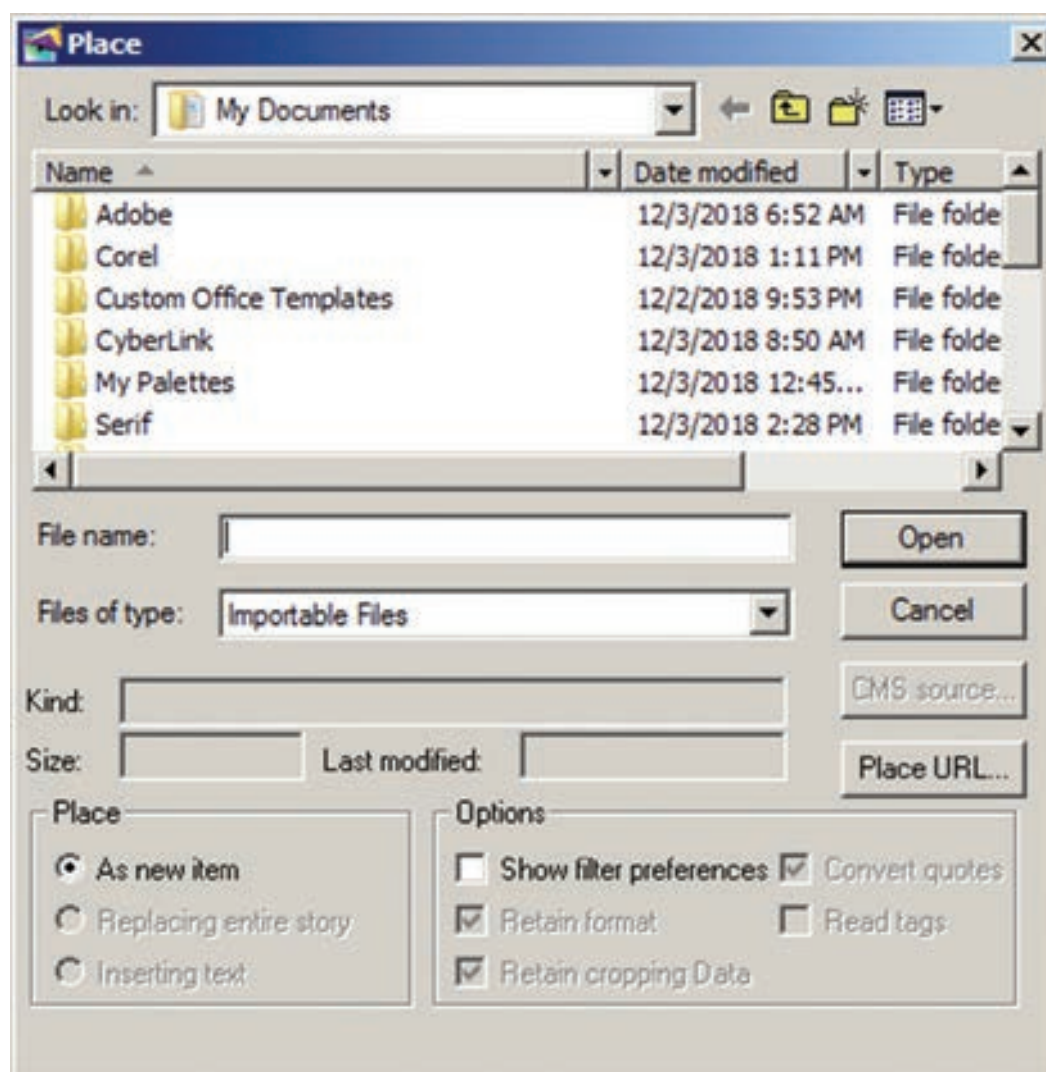 Place
Look in: My Documents
Name Date modified Type
Adobe 12/3/2018 6:52 AM File folde
Corel 12/3/2018 1:11 PM File folde
Custom Office Templates 12/2/2018 9:53 PM File folde
CyberLink 12/3/2018 8:50 AM File folde
My Palettes 12/3/2018 12:45... File folde
Serif 12/3/2018 2:28 PM File folde
File name: Open
Files of type: Importable Files Cancel
Kind: CMS source...
Size: Last modified: Place URL...
Place Options
As new item Show filter preferences Convert quotes
Replacing entire story Retain format Read tags
Inserting text Retain cropping Data